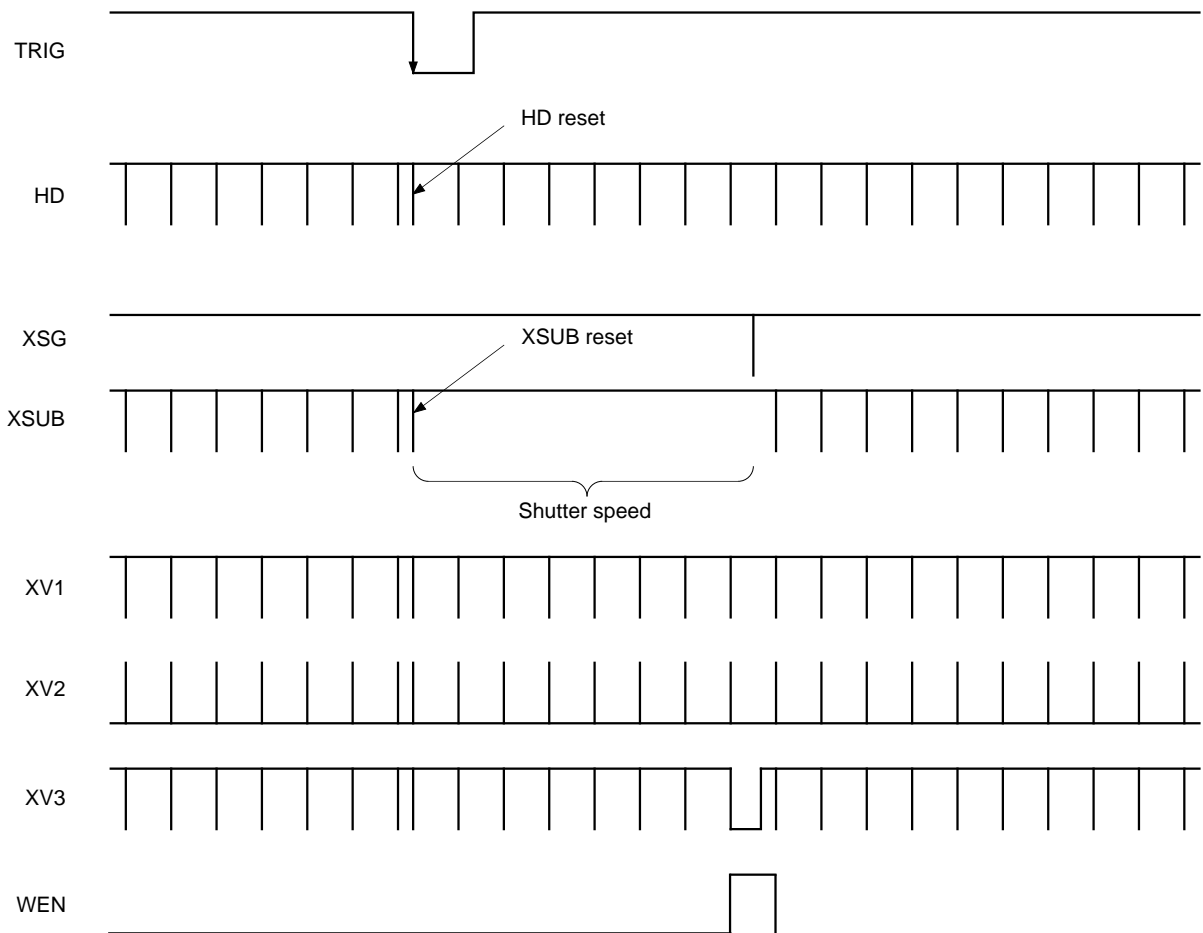 TRIG
HD reset
HD
XSG
XSUB reset
XSUB
Shutter speed
XV1
XV2
XV3
WEN